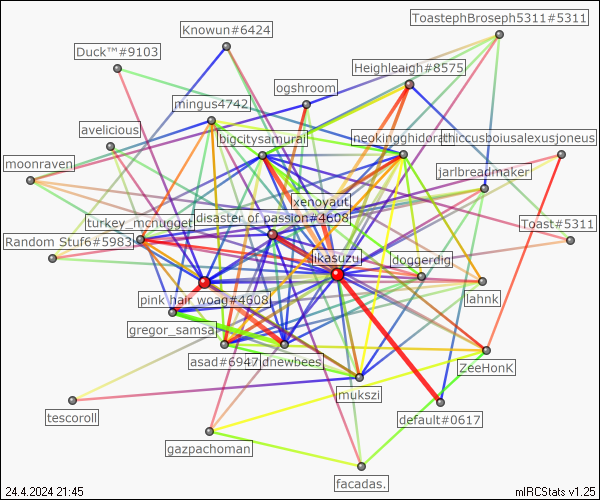 Knowun#6424
ToastephBroseph5311#5311
Duck™#9103
Heighleaigh#8575
ogshroom
mingus4742
avelicious
bigcitysamurai
neokingghidorah
thiccusboiusalexusjoneus
moonraven
jarlbreadmaker
xenoyaut
turkey_mcnugget
disaster of passion#4608
Toast#5311
Random Stuf6#5983
likasuzu
doggerdig
pink hair woag#4608
lahnk
gregor_samsa
asad#6947
dnewbees
ZeeHonK
mukszi
tescoroll
default#0617
gazpachoman
facadas.
24.4.2024 21:45
mIRCStats v1.25